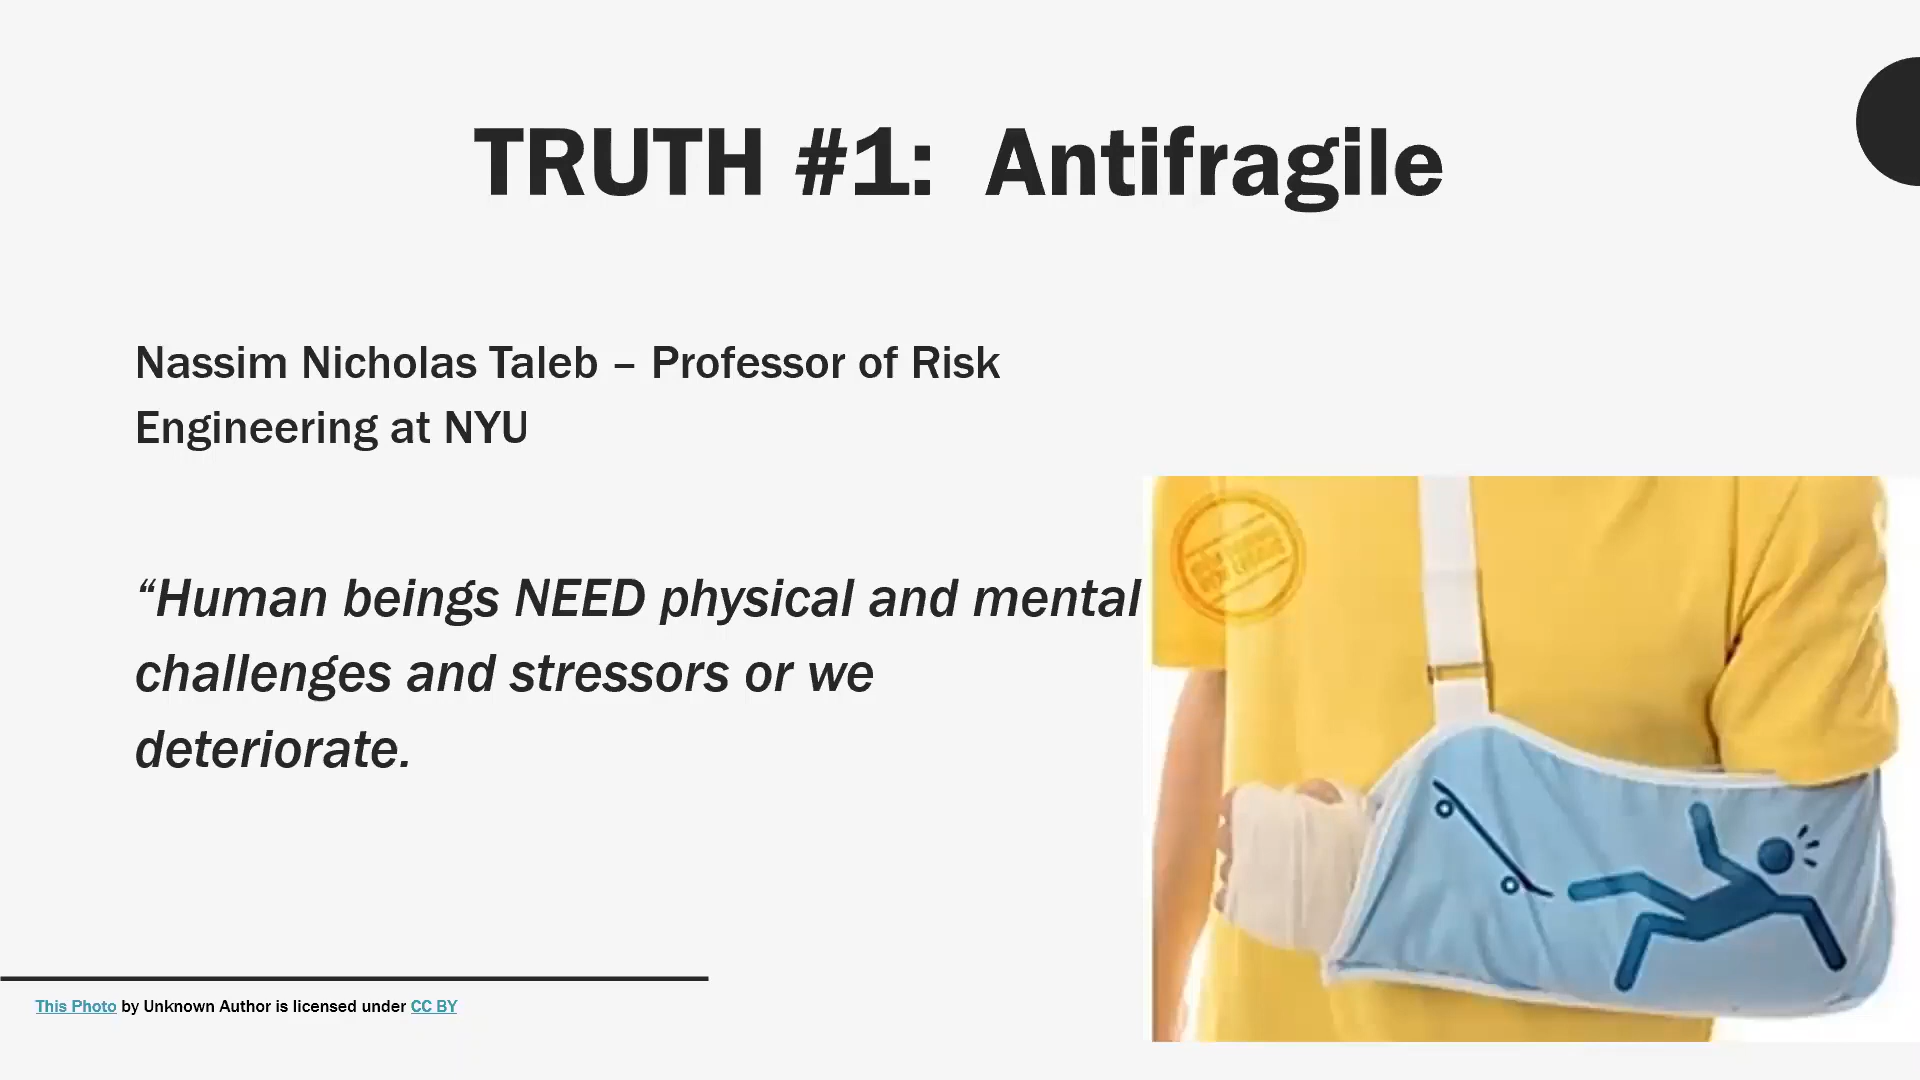 TRUTH #1:  Antifragile
Nassim Nicholas Taleb – Professor of Risk
Engineering at NYU
“Human beings NEED physical and mental
challenges and stressors or we
deteriorate.
This Photo by Unknown Author is licensed under CC BY